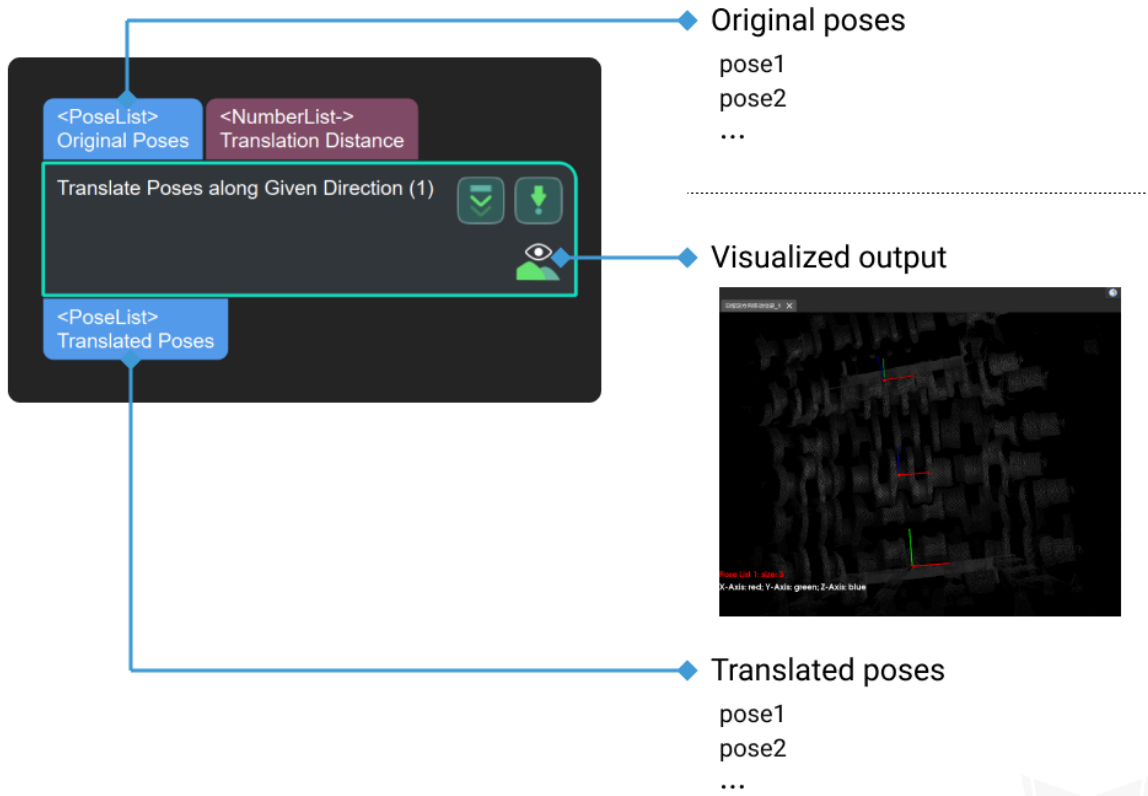 Original poses
pose1
pose2
...
<PoseList>
Original Poses
<NumberList->
Translation Distance
Translate Poses along Given Direction (1)
<PoseList>
Translated Poses
Visualized output
Pose List 1: size: 3
X-Axis: red; Y-Axis: green; Z-Axis: blue
Translated poses
pose1
pose2
...